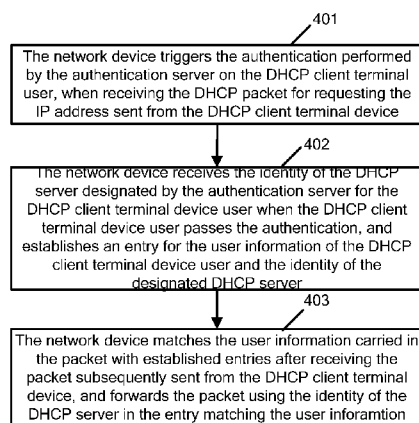 401
The network device triggers the authentication performed
by the authentication server on the DHCP client terminal
user, when receiving the DHCP packet for requesting the
IP address sent from the DHCP client terminal device
402
The network device receives the identity of the DHCP
server designated by the authentication server for the
DHCP client terminal device user when the DHCP client
terminal device user passes the authentication, and
establishes an entry for the user information of the DHCP
client terminal device user and the identity of the
designated DHCP server
403
The network device matches the user information carried in
the packet with established entries after receiving the
packet subsequently sent from the DHCP client terminal
device, and forwards the packet using the identity of the
DHCP server in the entry matching the user inforamtion